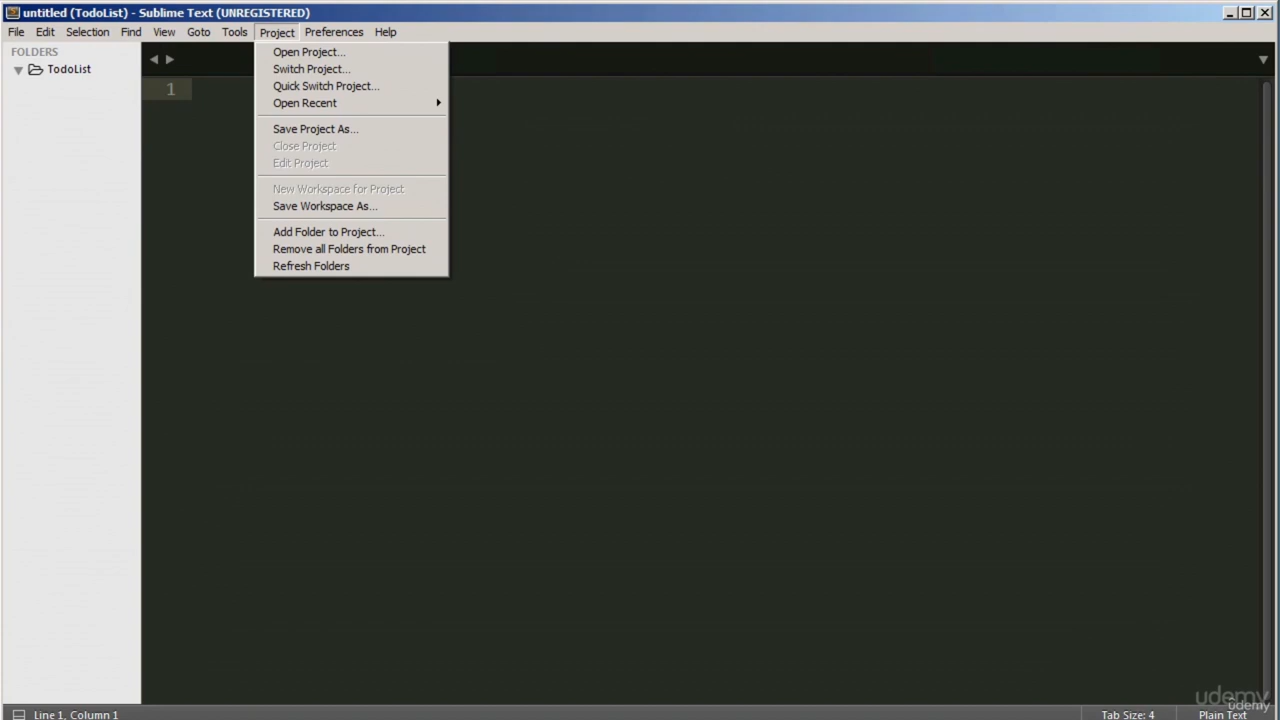 untitled (TodoList) - Sublime Text (UNREGISTERED)
File Edit Selection Find View Goto Tools Project Preferences Help
FOLDERS
TodoList
1
Open Project...
Switch Project...
Quick Switch Project...
Open Recent
Save Project As...
Close Project
Edit Project
New Workspace for Project
Save Workspace As...
Add Folder to Project...
Remove all Folders from Project
Refresh Folders
udemy
udemy
Line 1, Column 1
Tab Size: 4
Plain Text